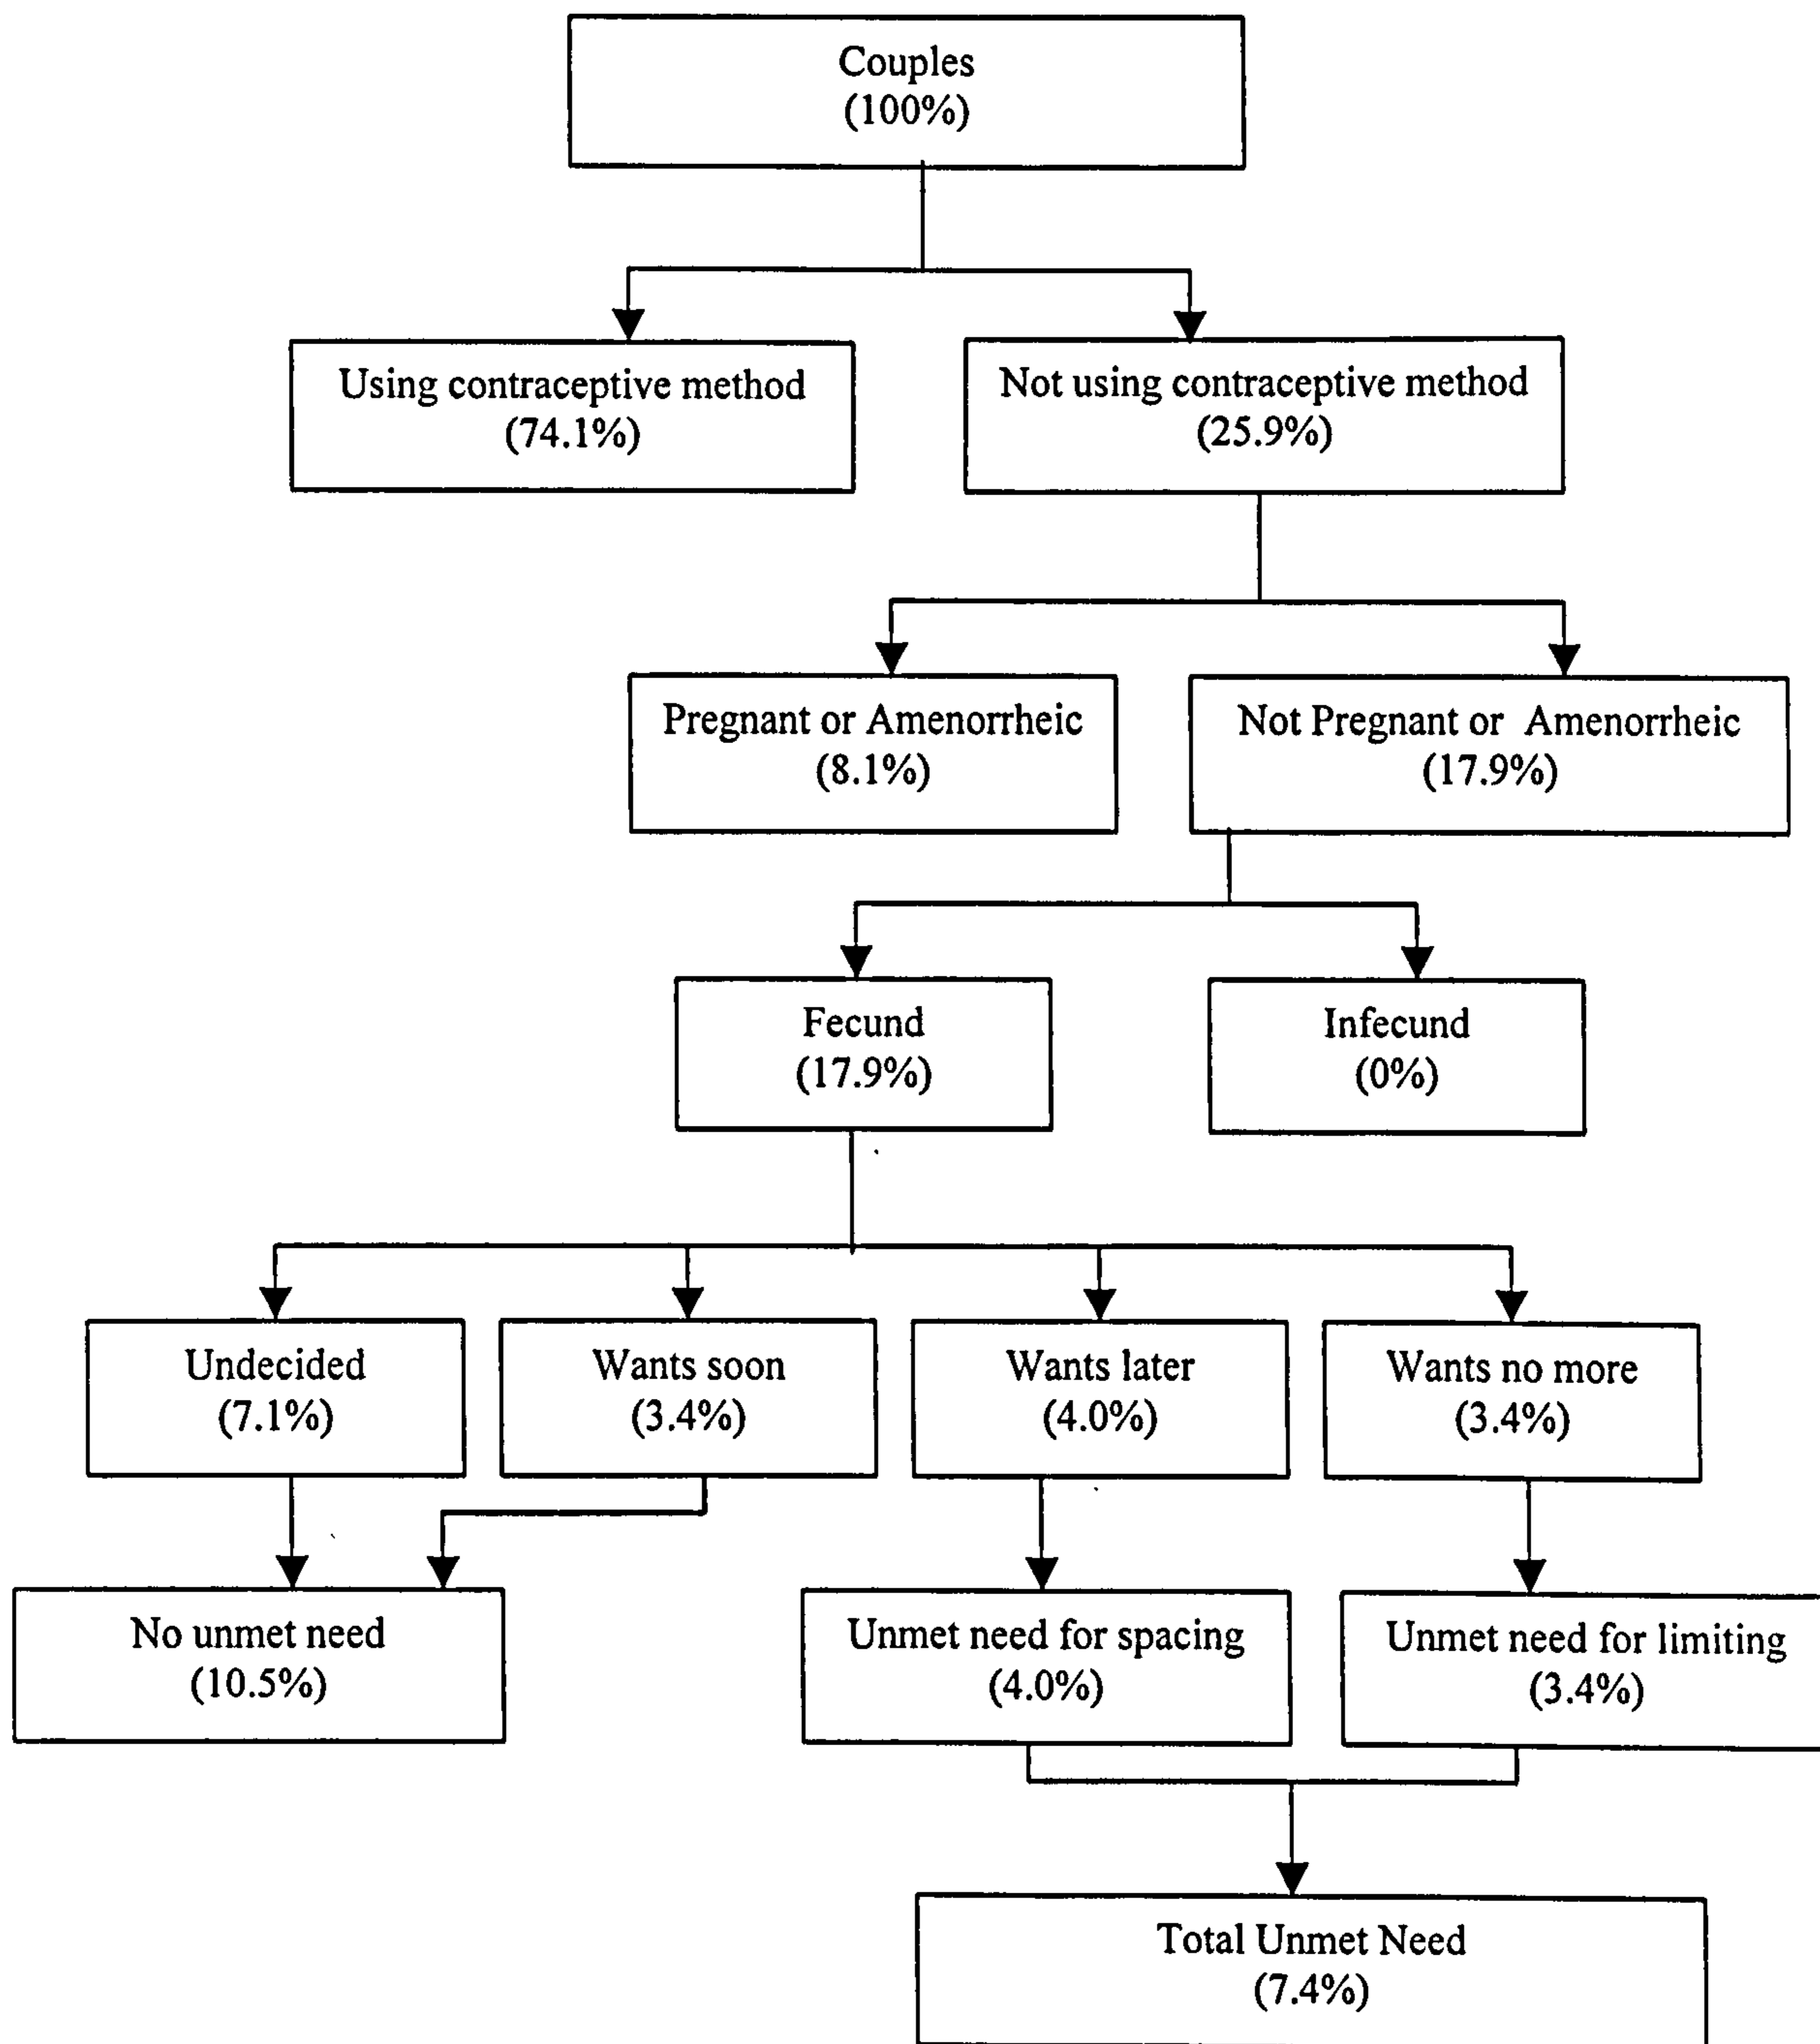 Couples
(100%)
Using contraceptive method
(74.1%)
Not using contraceptive method
(25.9%)
Pregnant or Amenorrheic
(8.1%)
Not Pregnant or Amenorrheic
(17.9%)
Fecund
(17.9%)
Infecund
(0%)
Undecided
(7.1%)
Wants soon
(3.4%)
Wants later
(4.0%)
Wants no more
(3.4%)
No unmet need
(10.5%)
Unmet need for spacing
(4.0%)
Unmet need for limiting
(3.4%)
Total Unmet Need
(7.4%)